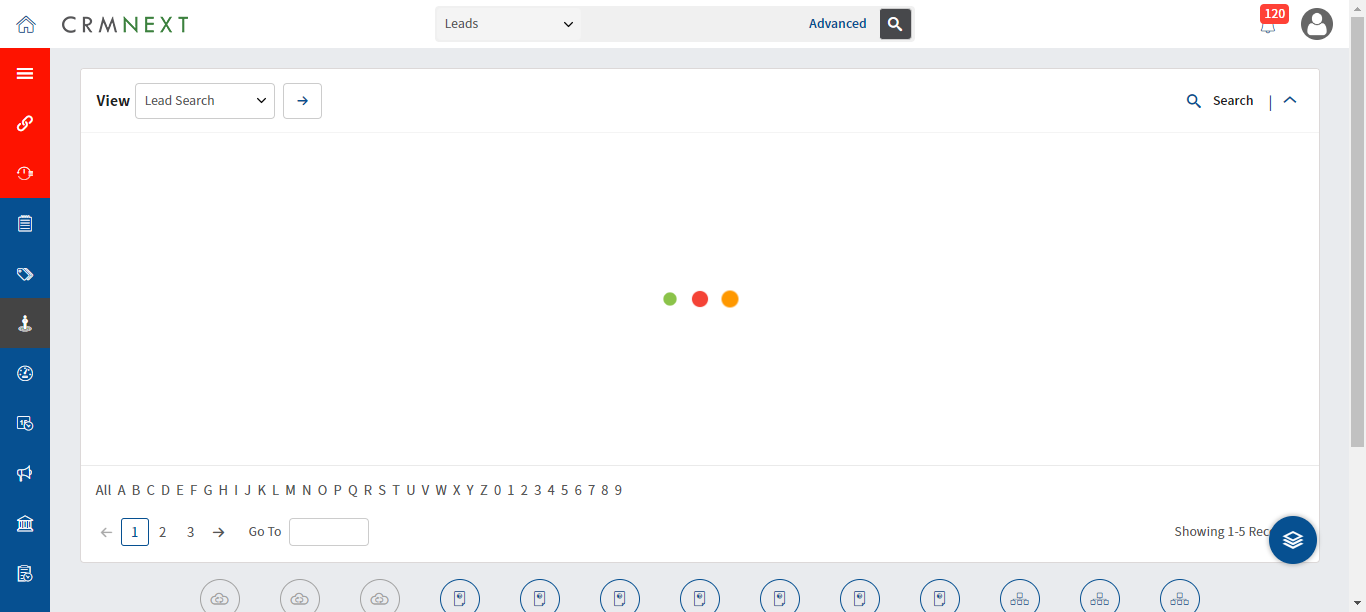 CRMNEXT
Leads
Advanced
120
View
Lead Search
Search
All A B C D E F G H I J K L M N O P Q R S T U V W X Y Z 0 1 2 3 4 5 6 7 8 9
1 2 3
Go To
Showing 1-5 Rec